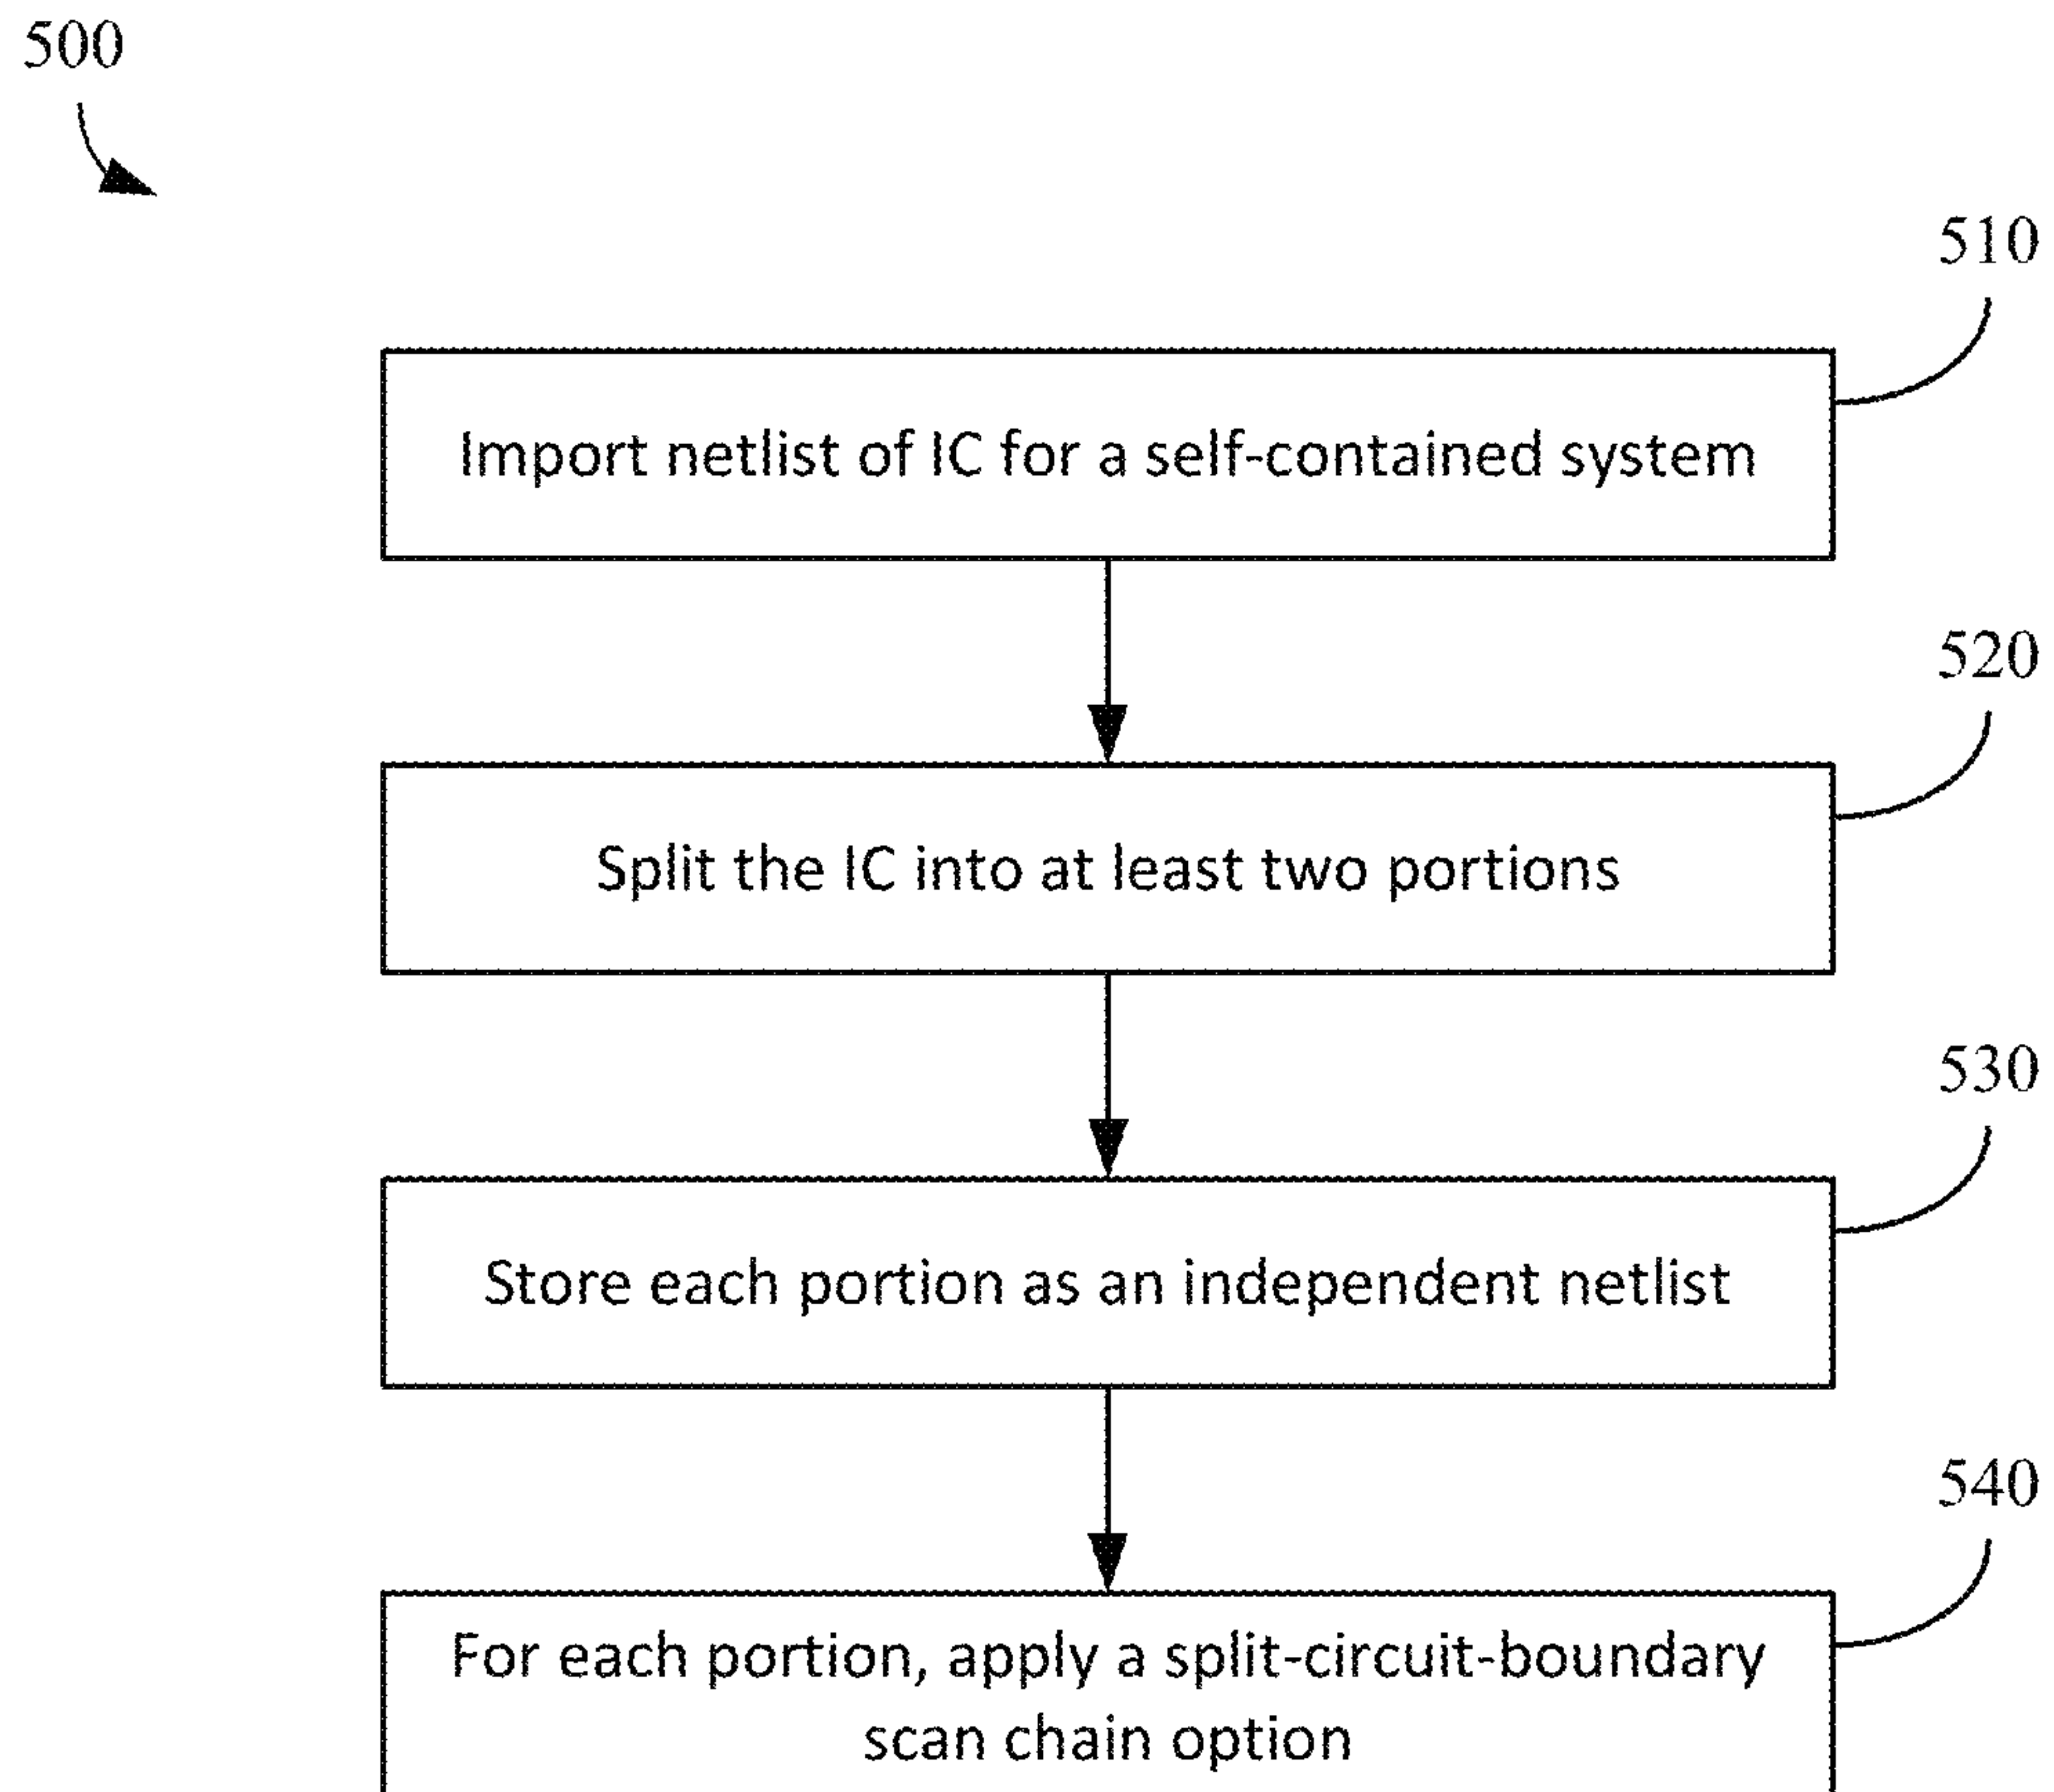 500
510
Import netlist of IC for a self-contained system
520
Split the IC into at least two portions
530
Store each portion as an independent netlist
540
For each portion, apply a split-circuit-boundary
scan chain option